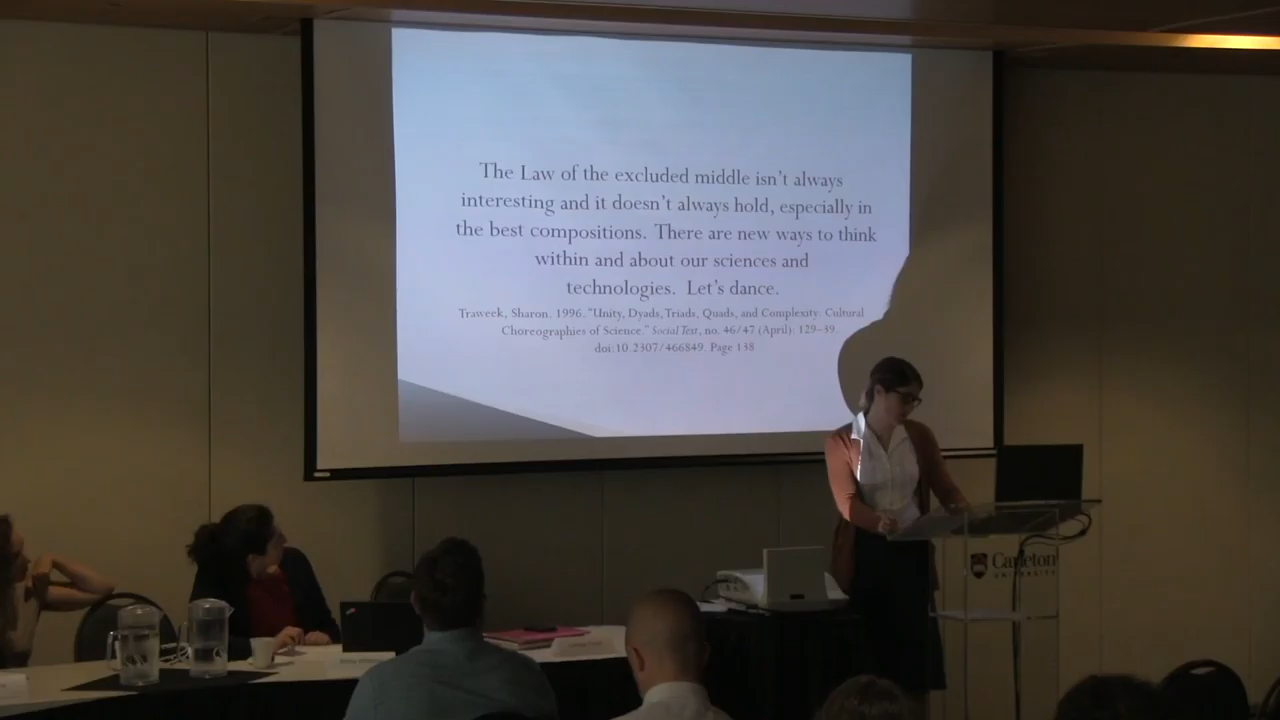 The Law of the excluded middle isn't always
interesting and it doesn't always hold, especially in
the best compositions. There are new ways to think
within and about our sciences and
technologies. Let's dance.
Traweek, Sharon. 1996. "Unity, Dyads, Triads, Quads, and Complexity: Cultural
Choreographies of Science." Social Text, no. 46/47 (April): 129–39.
doi:10.2307/466849. Page 138
Carleton
UNIVERSITY